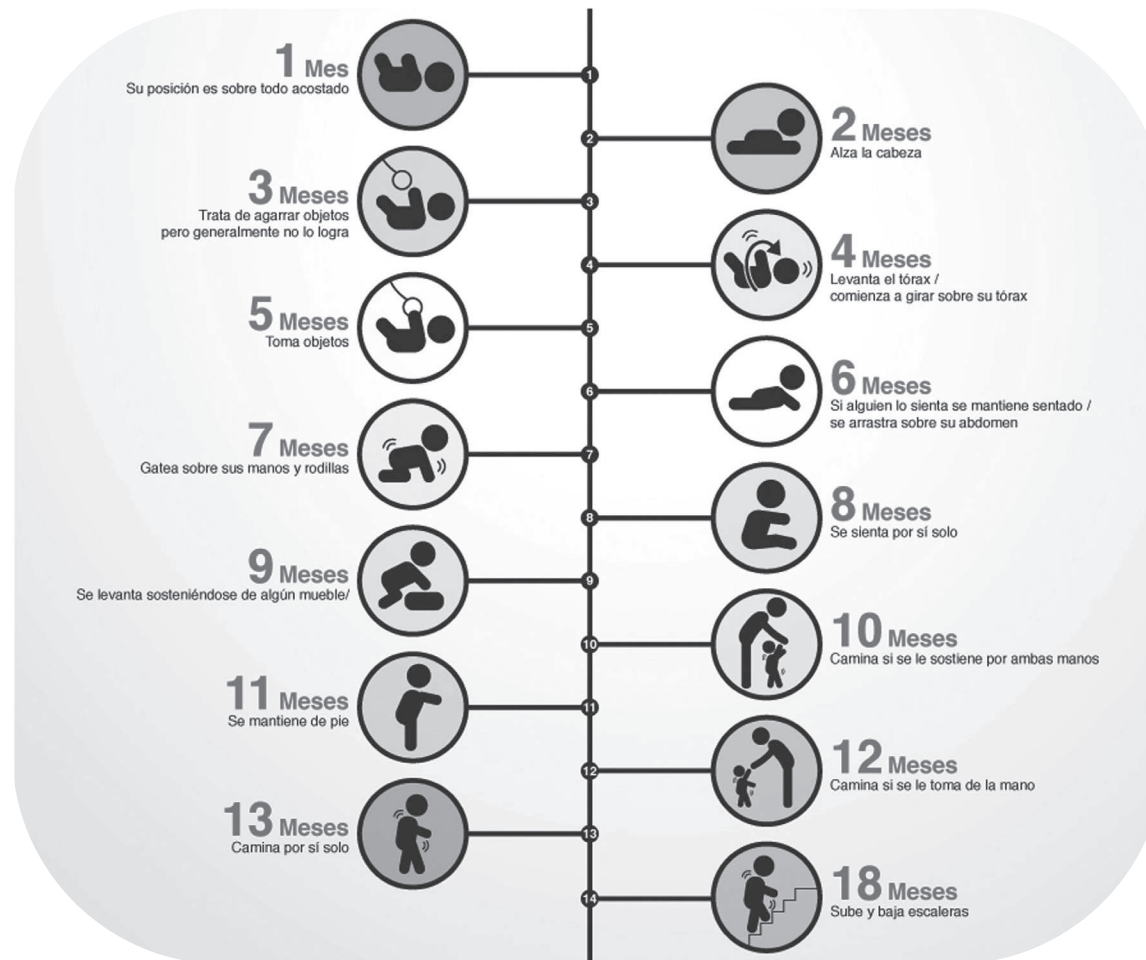 1 Mes
Su posición es sobre todo acostado
1
2 Meses
Alza la cabeza
2
3 Meses
Trata de agarrar objetos
pero generalmente no lo logra
3
4 Meses
Levanta el tórax /
comienza a girar sobre su tórax
4
5 Meses
Toma objetos
5
6 Meses
Si alguien lo sienta se mantiene sentado /
se arrastra sobre su abdomen
6
7 Meses
Gatea sobre sus manos y rodillas
7
8 Meses
Se sienta por sí solo
8
9 Meses
Se levanta sosteniéndose de algún mueble/
9
10 Meses
Camina si se le sostiene por ambas manos
10
11 Meses
Se mantiene de pie
11
12 Meses
Camina si se le toma de la mano
12
13 Meses
Camina por sí solo
13
18 Meses
Sube y baja escaleras
14